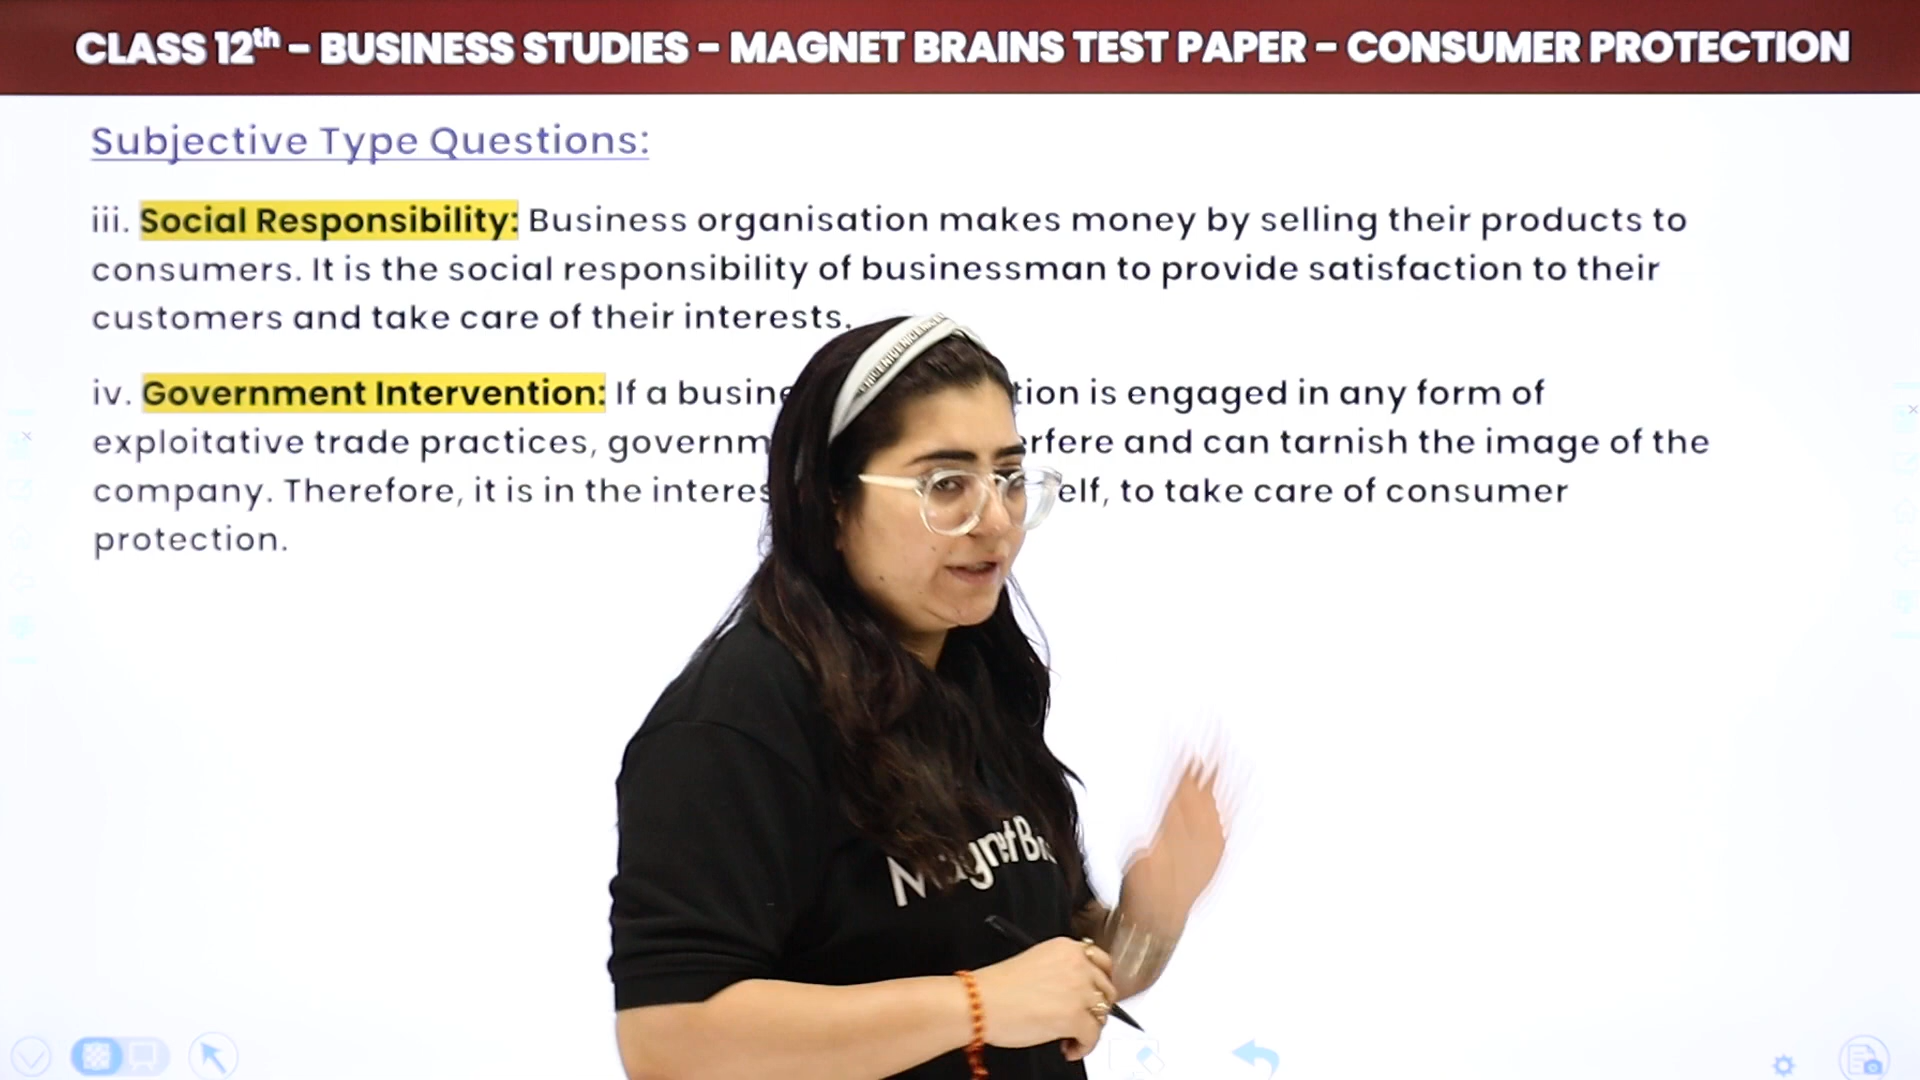 CLASS 12th – BUSINESS STUDIES – MAGNET BRAINS TEST PAPER – CONSUMER PROTECTION
Subjective Type Questions:
iii. Social Responsibility: Business organisation makes money by selling their products to
consumers. It is the social responsibility of businessman to provide satisfaction to their
customers and take care of their interests.
iv. Government Intervention: If a busine tion is engaged in any form of
exploitative trade practices, governm erfere and can tarnish the image of the
company. Therefore, it is in the interes elf, to take care of consumer
protection.
Magnet Br